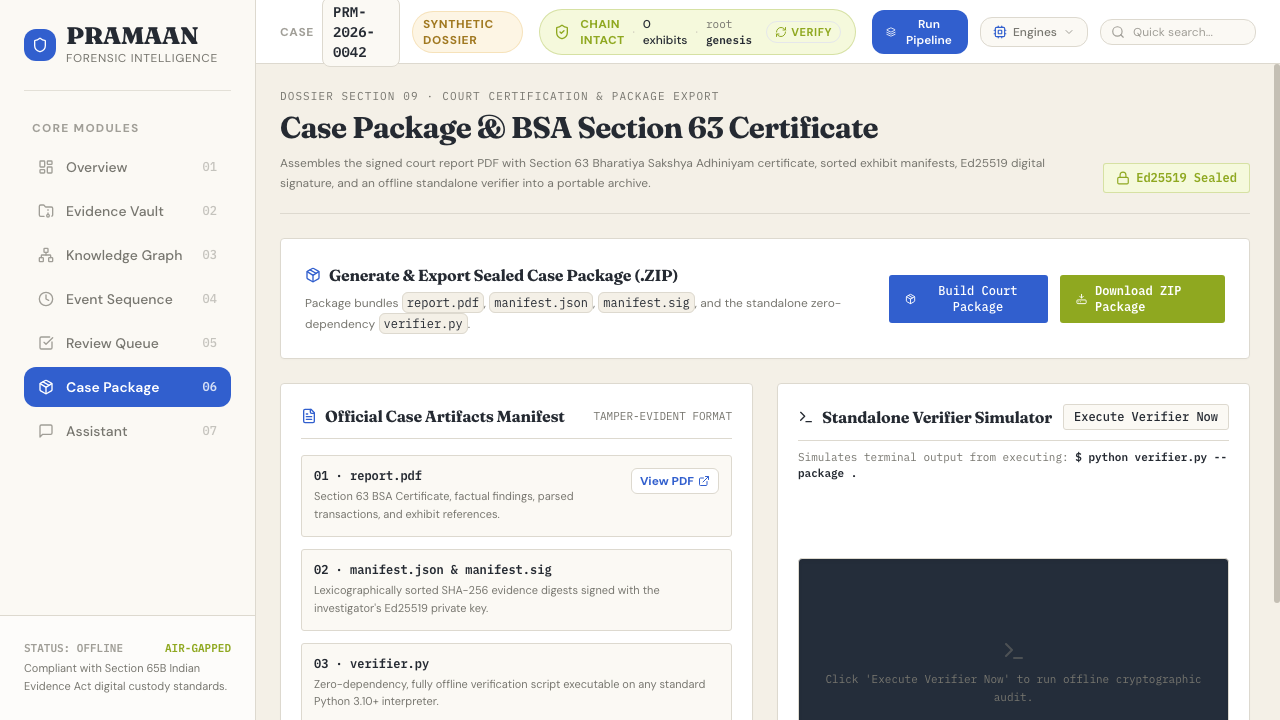 PRAMAAN
FORENSIC INTELLIGENCE
CORE MODULES
Overview 01
Evidence Vault 02
Knowledge Graph 03
Event Sequence 04
Review Queue 05
Case Package 06
Assistant 07
STATUS: OFFLINE AIR-GAPPED
Compliant with Section 65B Indian
Evidence Act digital custody standards.
CASE
PRM-
2026-
0042
SYNTHETIC
DOSSIER
CHAIN
INTACT
·
0
exhibits
·
root
genesis
VERIFY
Run
Pipeline
Engines
Quick search...
DOSSIER SECTION 09 · COURT CERTIFICATION & PACKAGE EXPORT
Case Package & BSA Section 63 Certificate
Assembles the signed court report PDF with Section 63 Bharatiya Sakshya Adhiniyam certificate, sorted exhibit manifests, Ed25519 digital
signature, and an offline standalone verifier into a portable archive.
Ed25519 Sealed
Generate & Export Sealed Case Package (.ZIP)
Package bundles report.pdf, manifest.json, manifest.sig, and the standalone zero-
dependency verifier.py.
Build Court
Package
Download ZIP
Package
Official Case Artifacts Manifest
TAMPER-EVIDENT FORMAT
01 · report.pdf
Section 63 BSA Certificate, factual findings, parsed
transactions, and exhibit references.
View PDF
02 · manifest.json & manifest.sig
Lexicographically sorted SHA-256 evidence digests signed with the
investigator's Ed25519 private key.
03 · verifier.py
Zero-dependency, fully offline verification script executable on any standard
Python 3.10+ interpreter.
Standalone Verifier Simulator
Execute Verifier Now
Simulates terminal output from executing: $ python verifier.py --
package .
Click 'Execute Verifier Now' to run offline cryptographic
audit.